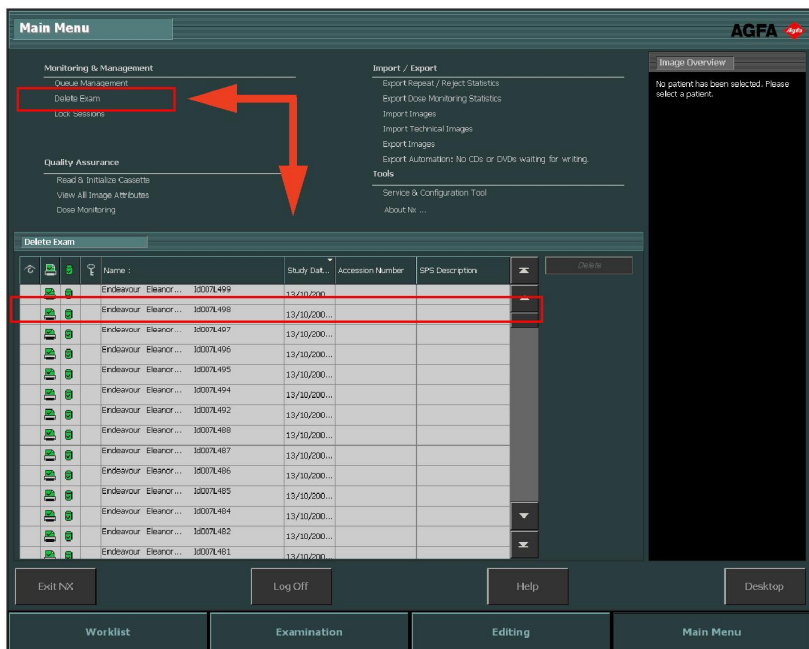 Main Menu
AGFA
Agfa
Monitoring & Management
Queue Management
Delete Exam
Lock Sessions
Quality Assurance
Read & Initialize Cassette
View All Image Attributes
Dose Monitoring
Import / Export
Export Repeat / Reject Statistics
Export Dose Monitoring Statistics
Import Images
Import Technical Images
Export Images
Export Automation: No CDs or DVDs waiting for writing.
Tools
Service & Configuration Tool
About Nx ...
Image Overview
No patient has been selected. Please
select a patient.
Delete Exam
Name : Study Dat... Accession Number SPS Description
Delete
Endeavour Eleanor... Id007L499 13/10/200...
Endeavour Eleanor... Id007L498 13/10/200...
Endeavour Eleanor... Id007L497 13/10/200...
Endeavour Eleanor... Id007L496 13/10/200...
Endeavour Eleanor... Id007L495 13/10/200...
Endeavour Eleanor... Id007L494 13/10/200...
Endeavour Eleanor... Id007L492 13/10/200...
Endeavour Eleanor... Id007L488 13/10/200...
Endeavour Eleanor... Id007L487 13/10/200...
Endeavour Eleanor... Id007L486 13/10/200...
Endeavour Eleanor... Id007L485 13/10/200...
Endeavour Eleanor... Id007L484 13/10/200...
Endeavour Eleanor... Id007L482 13/10/200...
Endeavour Eleanor... Id007L481 13/10/200...
Exit NX Log Off Help Desktop
Worklist Examination Editing Main Menu